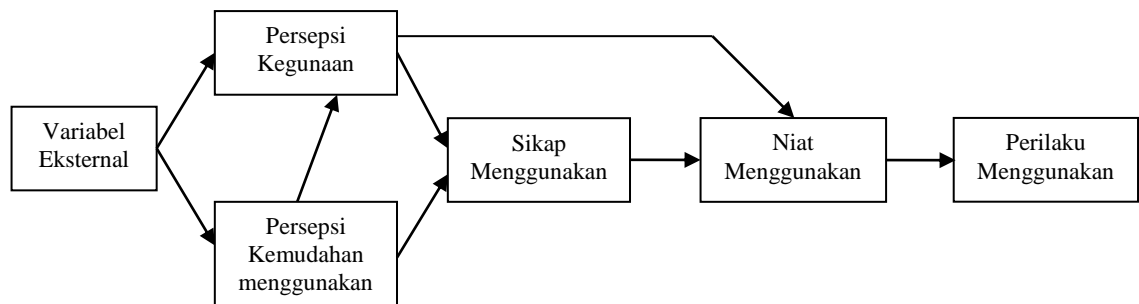 Persepsi
Kegunaan
Variabel
Eksternal
Sikap
Menggunakan
Niat
Menggunakan
Perilaku
Menggunakan
Persepsi
Kemudahan
menggunakan